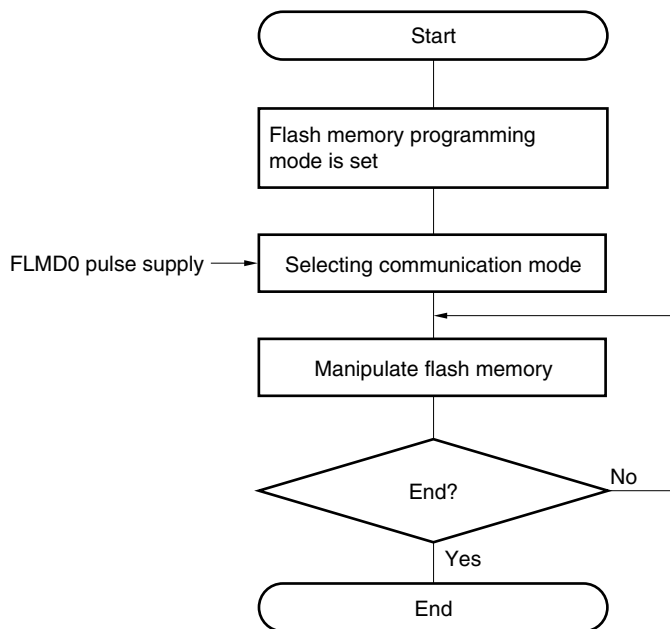 Start
Flash memory programming
mode is set
FLMD0 pulse supply
Selecting communication mode
Manipulate flash memory
End?
No
Yes
End